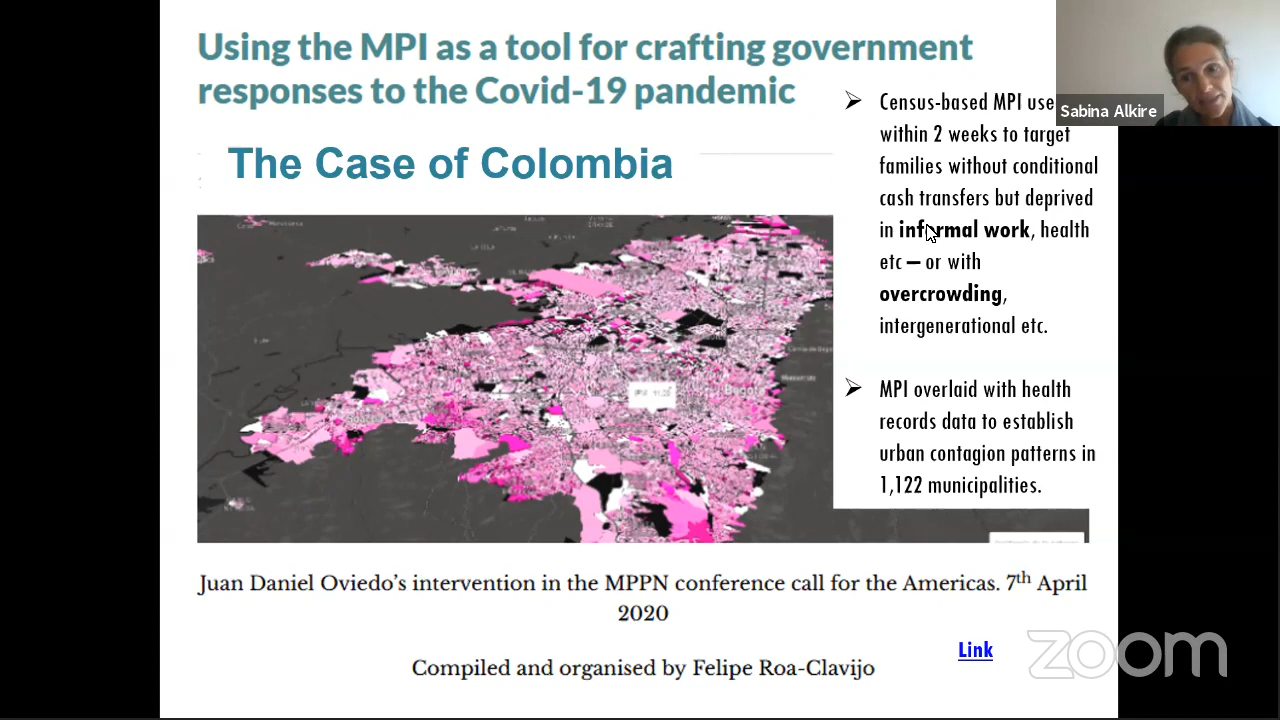 Using the MPI as a tool for crafting government
responses to the Covid-19 pandemic
The Case of Colombia
➢ Census-based MPI use
within 2 weeks to target
families without conditional
cash transfers but deprived
in informal work, health
etc – or with
overcrowding,
intergenerational etc.
➢ MPI overlaid with health
records data to establish
urban contagion patterns in
1,122 municipalities.
Sabina Alkire
Juan Daniel Oviedo's intervention in the MPPN conference call for the Americas. 7th April
2020
Link
Compiled and organised by Felipe Roa-Clavijo
zoom